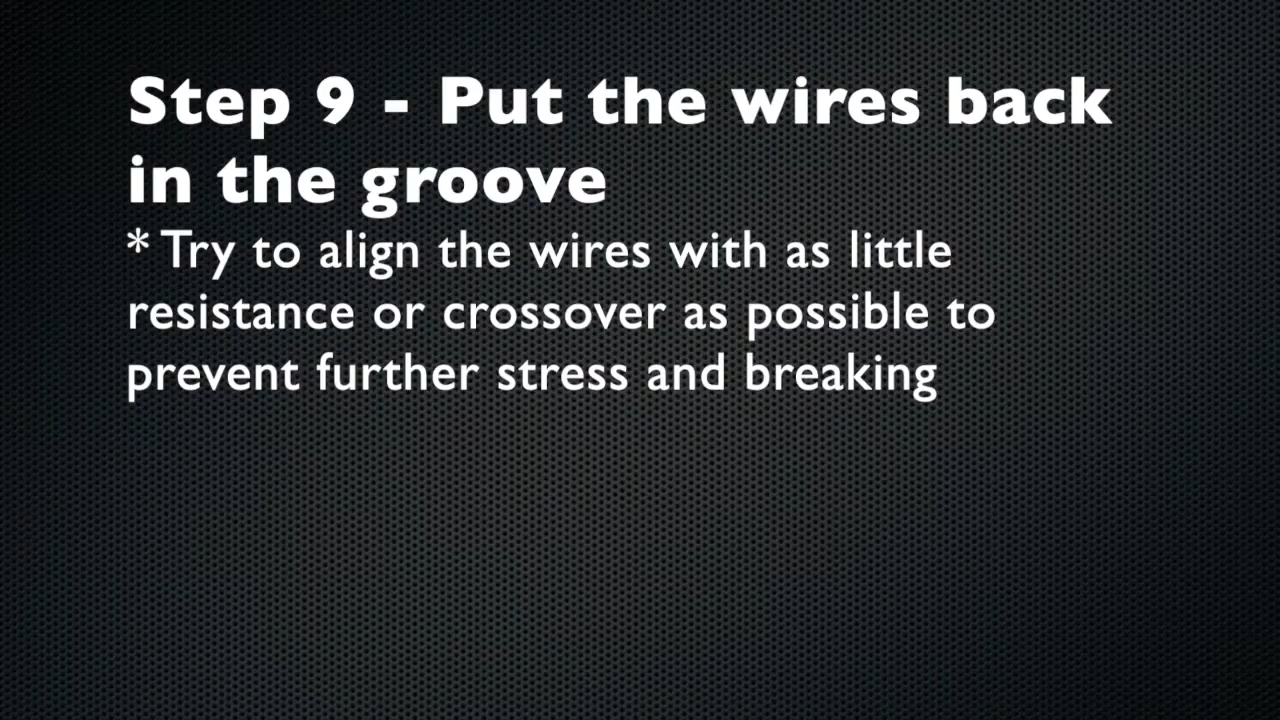 Step 9 - Put the wires back
in the groove
* Try to align the wires with as little
resistance or crossover as possible to
prevent further stress and breaking